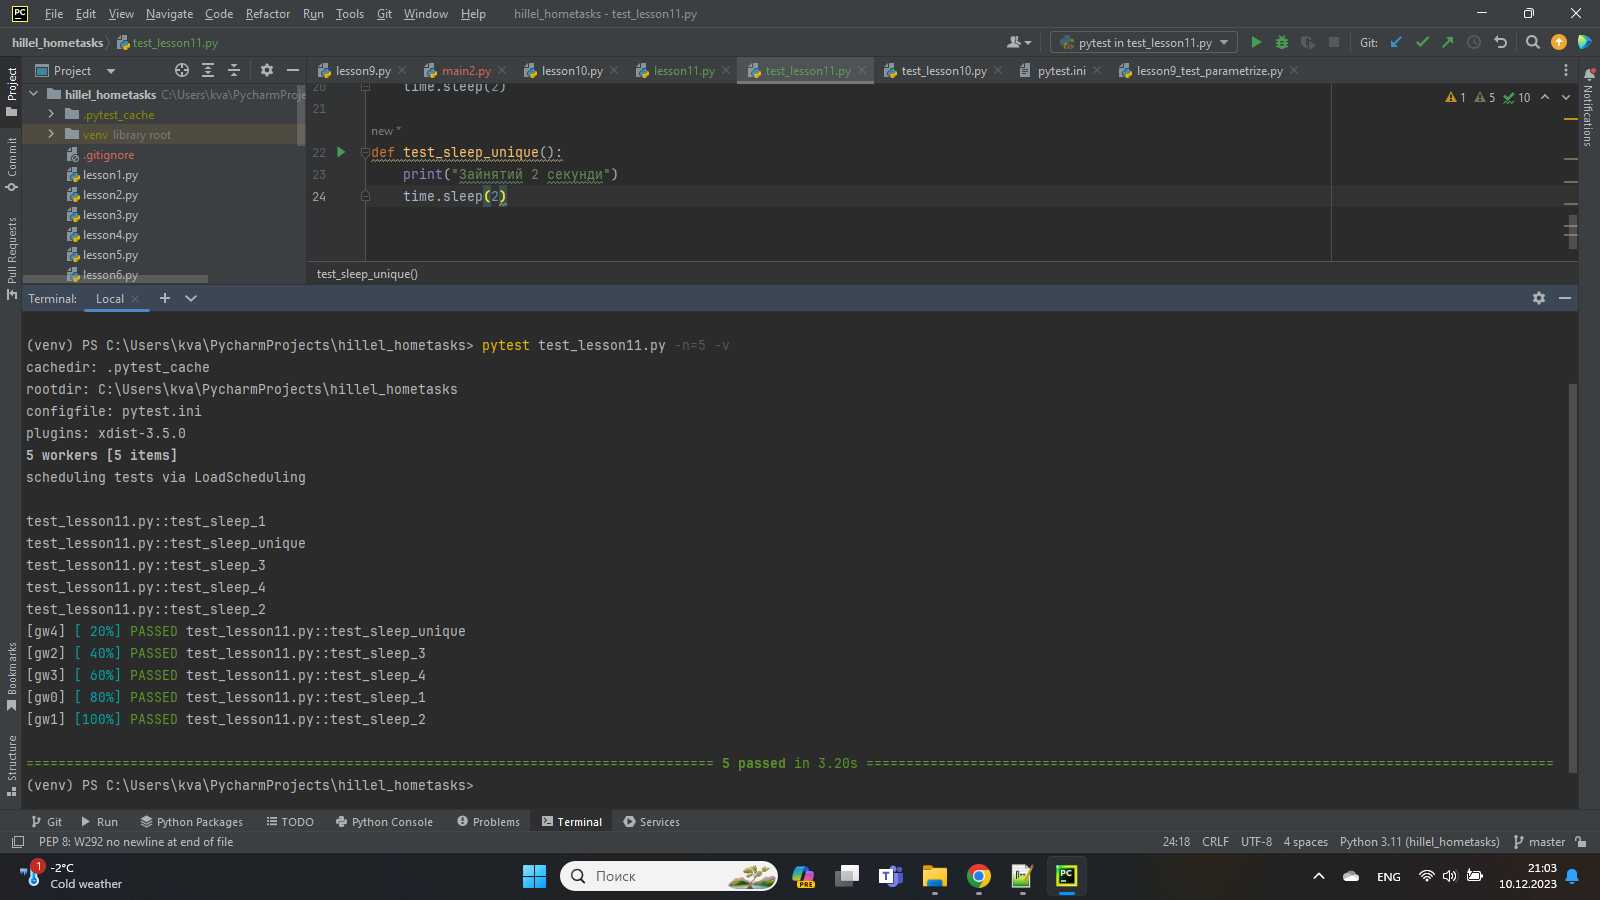 PC File Edit View Navigate Code Refactor Run Tools Git Window Help hillel_hometasks - test_lesson11.py
hillel_hometasks test_lesson11.py pytest in test_lesson11.py Git:
Project lesson9.py main2.py lesson10.py lesson11.py test_lesson11.py test_lesson10.py pytest.ini lesson9_test_parametrize.py
hillel_hometasks C:\Users\kva\PycharmProje
.pytest_cache
venv library root
.gitignore
lesson1.py
lesson2.py
lesson3.py
lesson4.py
lesson5.py
lesson6.py
20 time.sleep(2)
21
new *
22 def test_sleep_unique():
23 print("Зайнятий 2 секунди")
24 time.sleep(2)
1 5 10
test_sleep_unique()
Project
Commit
Pull Requests
Bookmarks
Structure
Notifications
Terminal: Local
(venv) PS C:\Users\kva\PycharmProjects\hillel_hometasks> pytest test_lesson11.py -n=5 -v
cachedir: .pytest_cache
rootdir: C:\Users\kva\PycharmProjects\hillel_hometasks
configfile: pytest.ini
plugins: xdist-3.5.0
5 workers [5 items]
scheduling tests via LoadScheduling
test_lesson11.py::test_sleep_1
test_lesson11.py::test_sleep_unique
test_lesson11.py::test_sleep_3
test_lesson11.py::test_sleep_4
test_lesson11.py::test_sleep_2
[gw4] [ 20%] PASSED test_lesson11.py::test_sleep_unique
[gw2] [ 40%] PASSED test_lesson11.py::test_sleep_3
[gw3] [ 60%] PASSED test_lesson11.py::test_sleep_4
[gw0] [ 80%] PASSED test_lesson11.py::test_sleep_1
[gw1] [100%] PASSED test_lesson11.py::test_sleep_2
====================================================================================== 5 passed in 3.20s ======================================================================================
(venv) PS C:\Users\kva\PycharmProjects\hillel_hometasks>
Git Run Python Packages TODO Python Console Problems Terminal Services
PEP 8: W292 no newline at end of file 24:18 CRLF UTF-8 4 spaces Python 3.11 (hillel_hometasks) master
1 -2°C
Cold weather
Поиск
PRE
PC
ENG
21:03
10.12.2023